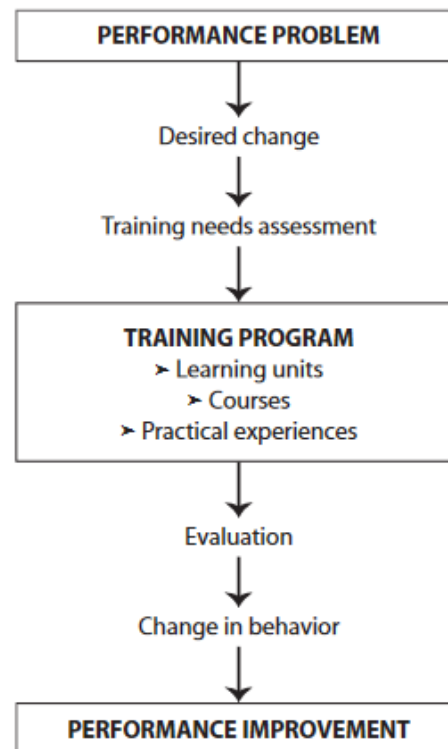 PERFORMANCE PROBLEM
Desired change
Training needs assessment
TRAINING PROGRAM
➤ Learning units
➤ Courses
➤ Practical experiences
Evaluation
Change in behavior
PERFORMANCE IMPROVEMENT